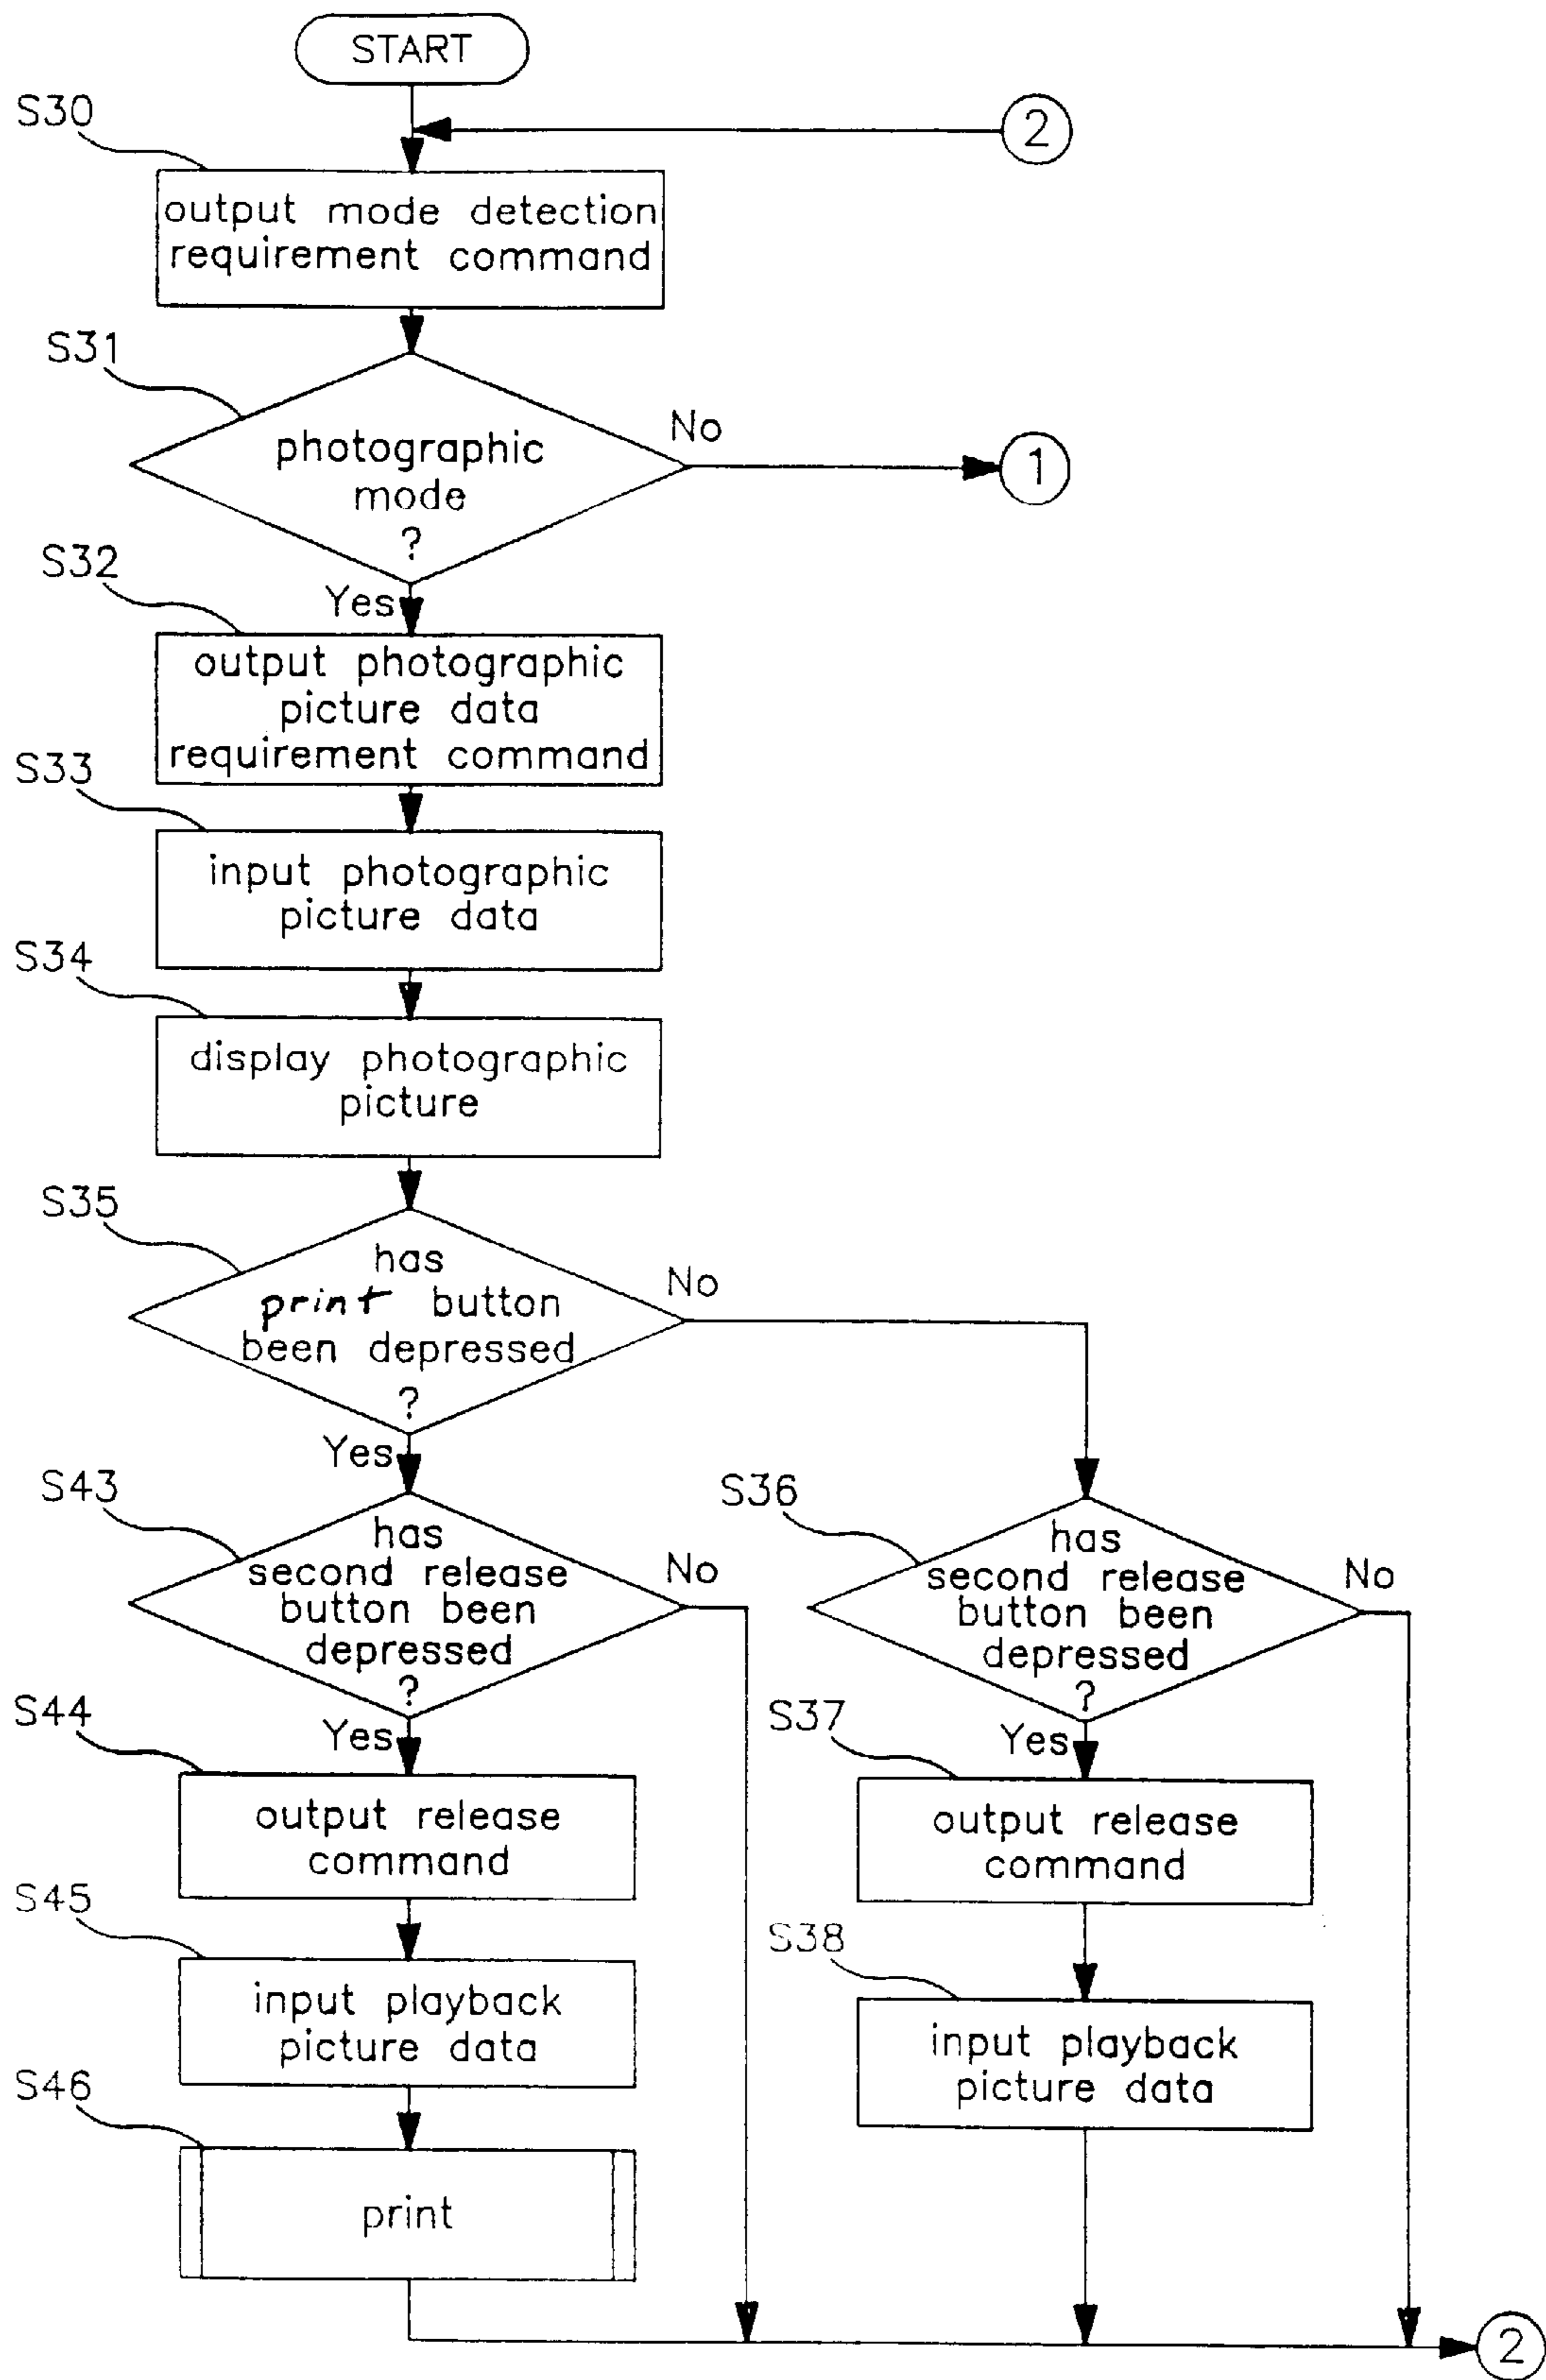 START
S30
2
output mode detection
requirement command
S31
No
photographic
mode
?
1
S32
Yes
output photographic
picture data
requirement command
S33
input photographic
picture data
S34
display photographic
picture
S35
has
print button
been depressed
?
No
Yes
S43
has
second release
button been
depressed
?
No
S36
has
second release
button been
depressed
?
No
S44
Yes
output release
command
S37
Yes
output release
command
S45
input playback
picture data
S38
input playback
picture data
S46
print
2